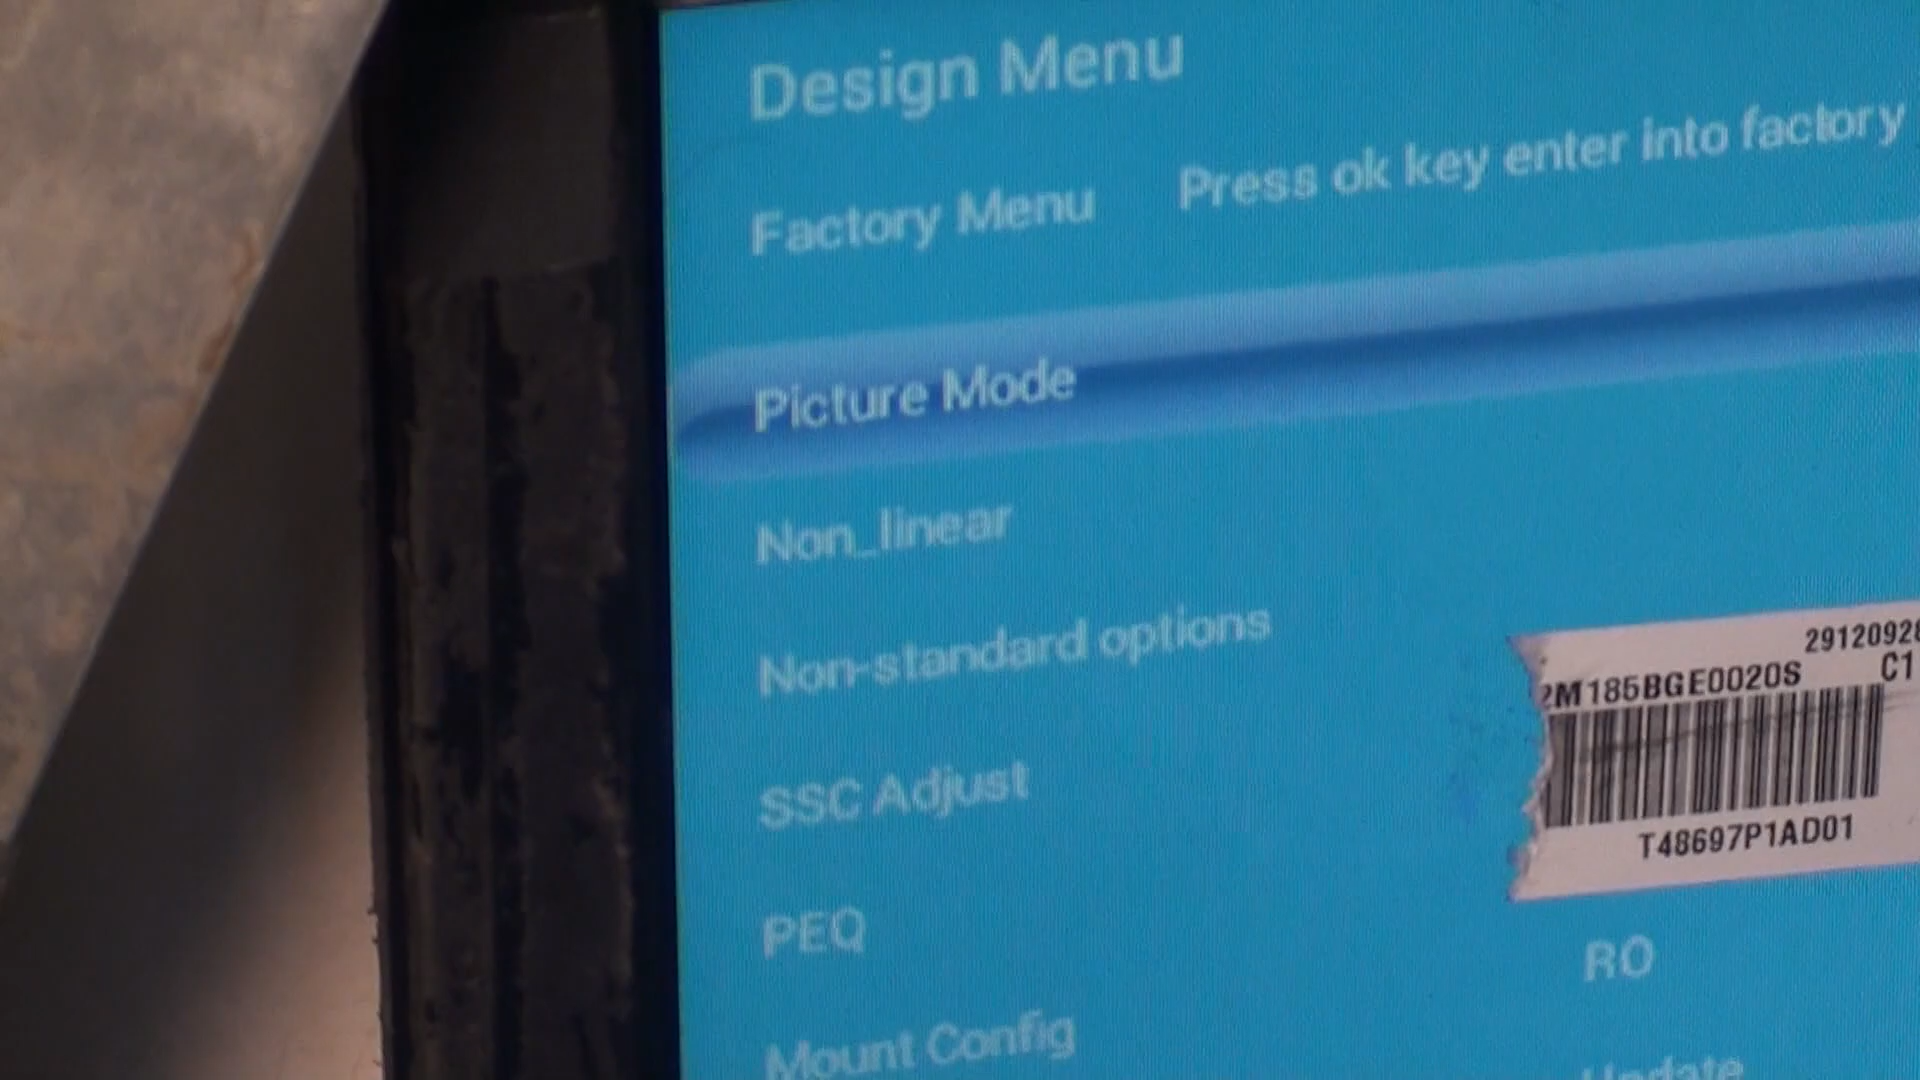 Design Menu
Factory Menu Press ok key enter into factory
Picture Mode
Non_linear
Non-standard options
SSC Adjust
PEQ
RO
Mount Config
Update
29120928
2M185BGE0020S C1
T48697P1AD01